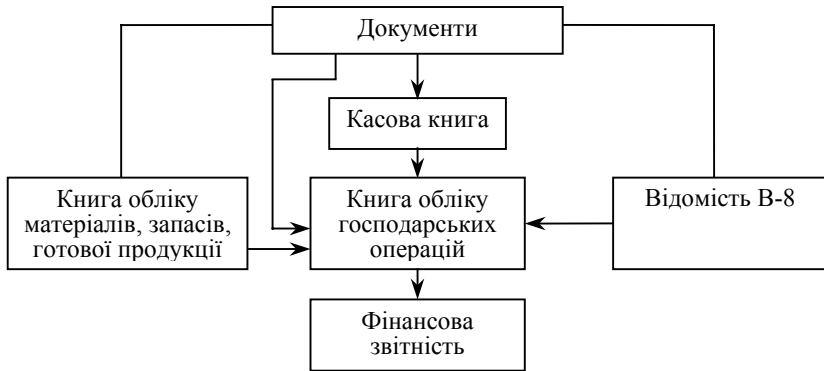 Документи
Касова книга
Книга обліку
матеріалів, запасів,
готової продукції
Книга обліку
господарських
операцій
Відомість В-8
Фінансова
звітність